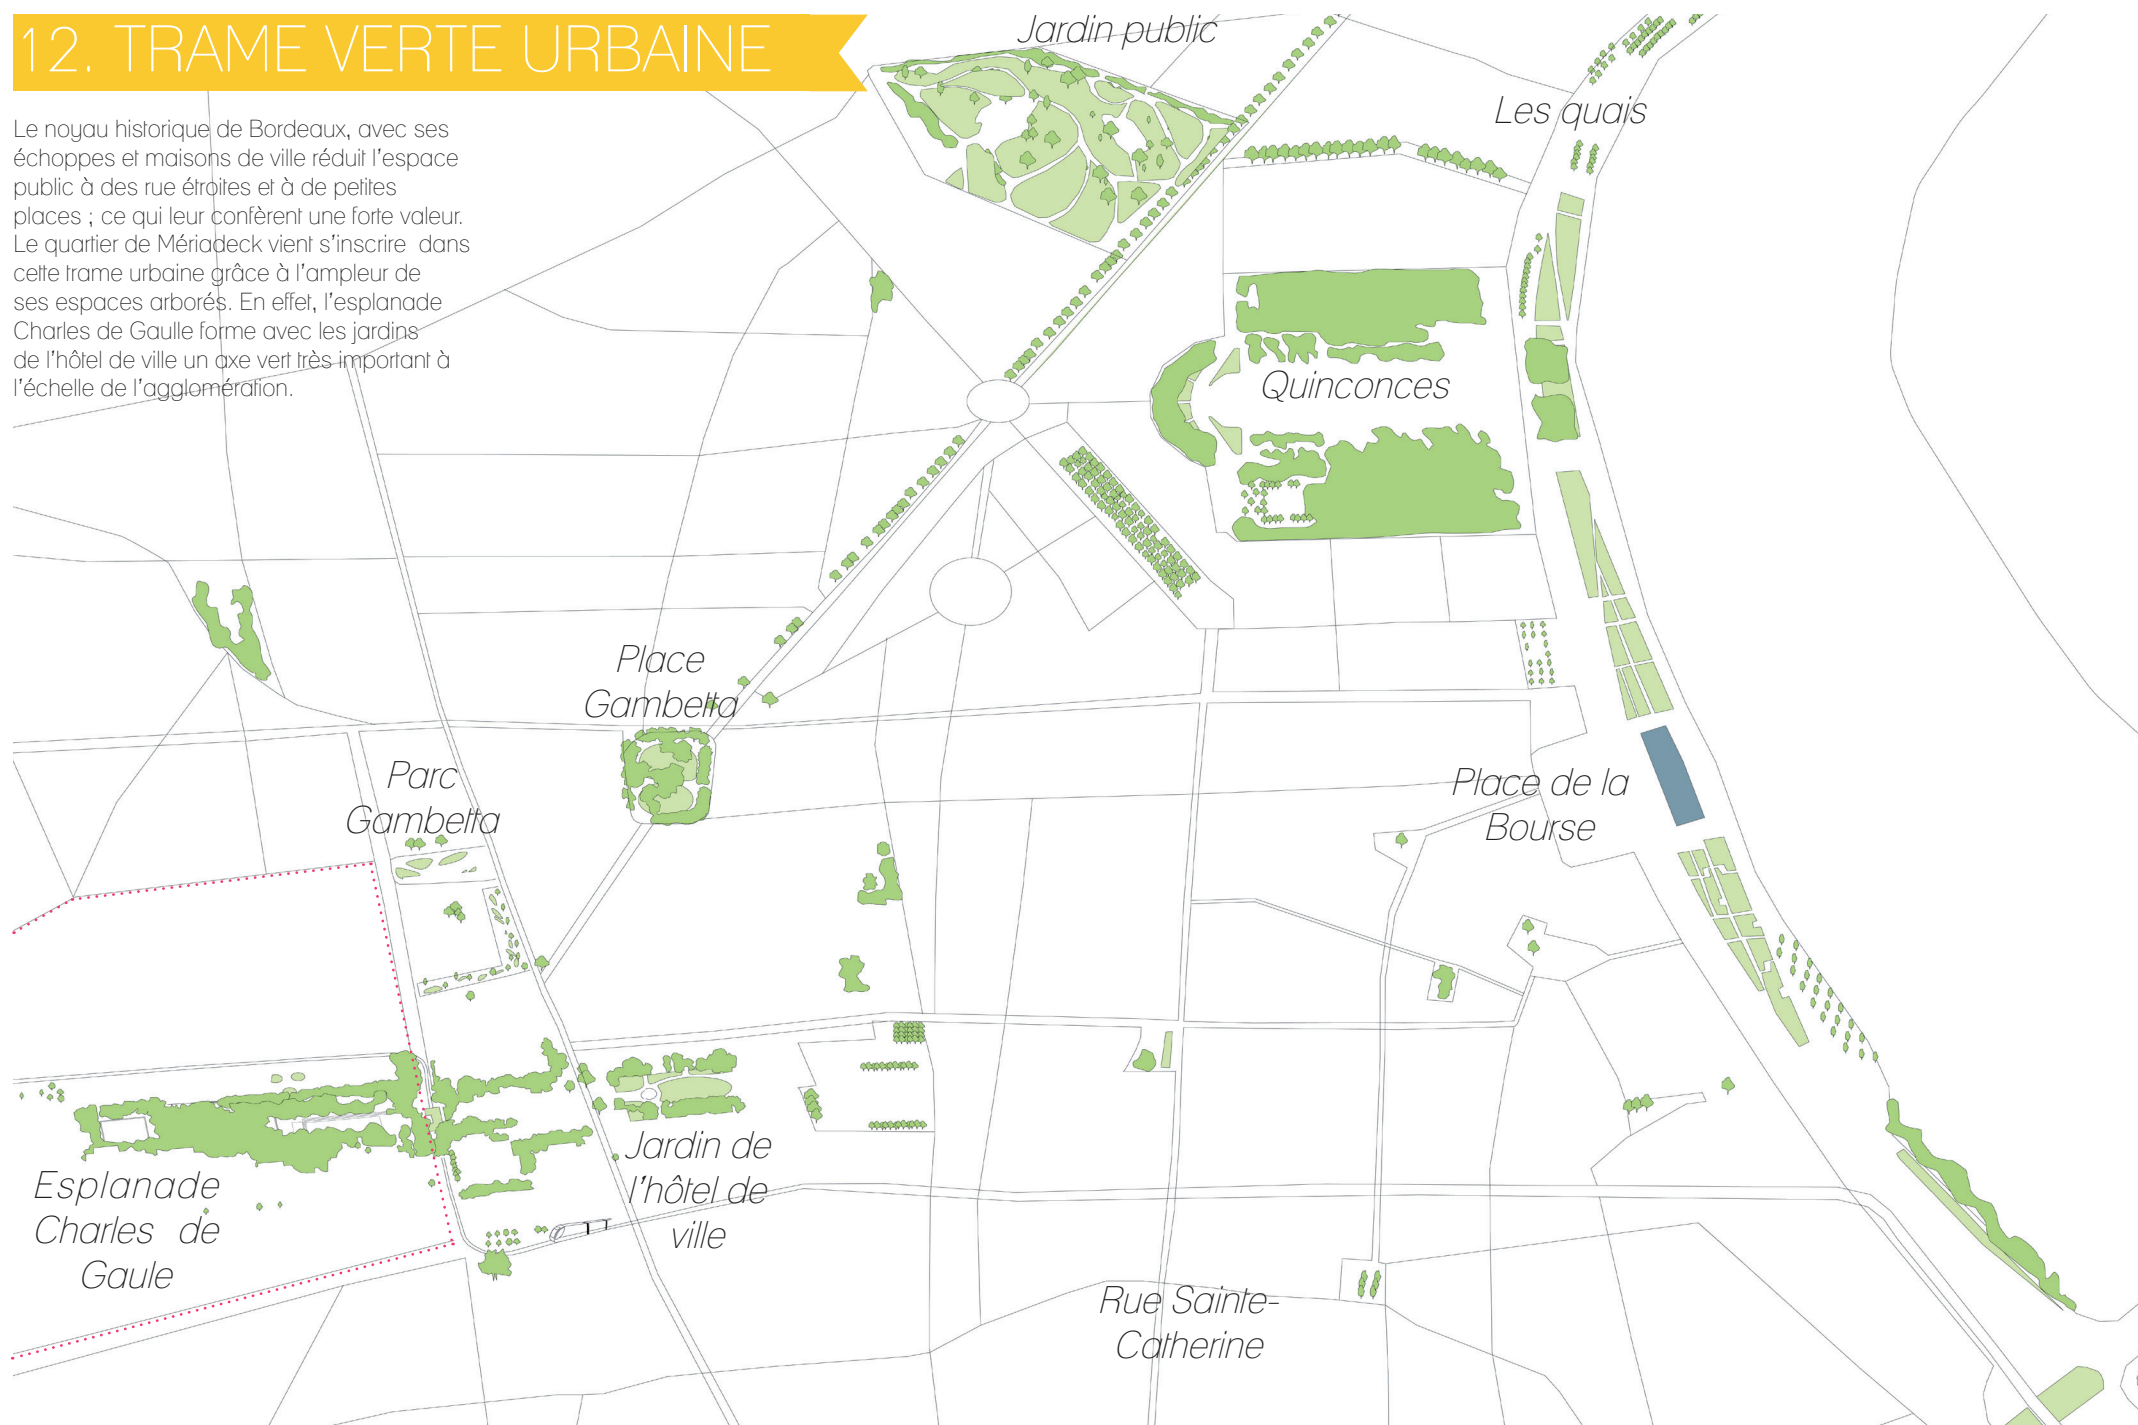 12. TRAME VERTE URBAINE
Le noyau historique de Bordeaux, avec ses
échoppes et maisons de ville réduit l'espace
public à des rue étroites et à de petites
places ; ce qui leur confèrent une forte valeur.
Le quartier de Mériadeck vient s'inscrire dans
cette trame urbaine grâce à l'ampleur de
ses espaces arborés. En effet, l'esplanade
Charles de Gaulle forme avec les jardins
de l'hôtel de ville un axe vert très important à
l'échelle de l'agglomération.
Jardin public
Les quais
Quinconces
Place
Gambetta
Parc
Gambetta
Place de la
Bourse
Jardin de
l'hôtel de
ville
Esplanade
Charles de
Gaule
Rue Sainte-
Catherine